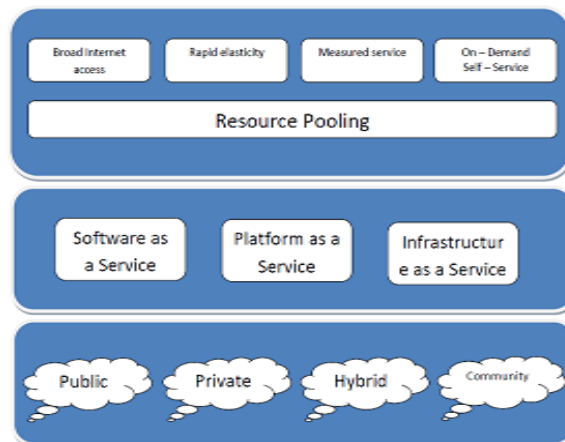 Broad Internet
access
Rapid elasticity
Measured service
On – Demand
Self – Service
Resource Pooling
Software as
a Service
Platform as a
Service
Infrastructur
e as a Service
Public
Private
Hybrid
Community